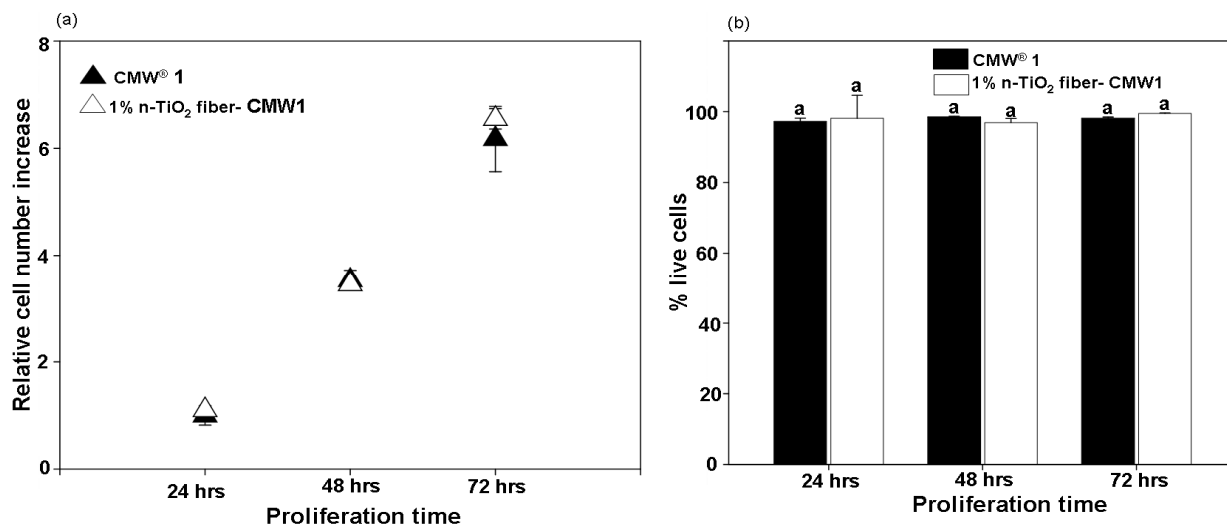 (a)
8
6
4
2
0
Relative cell number increase
CMW® 1
1% n-TiO₂ fiber- CMW1
24 hrs
48 hrs
72 hrs
Proliferation time
(b)
100
80
60
40
20
0
% live cells
CMW® 1
1% n-TiO₂ fiber- CMW1
a a a a a a
24 hrs
48 hrs
72 hrs
Proliferation time